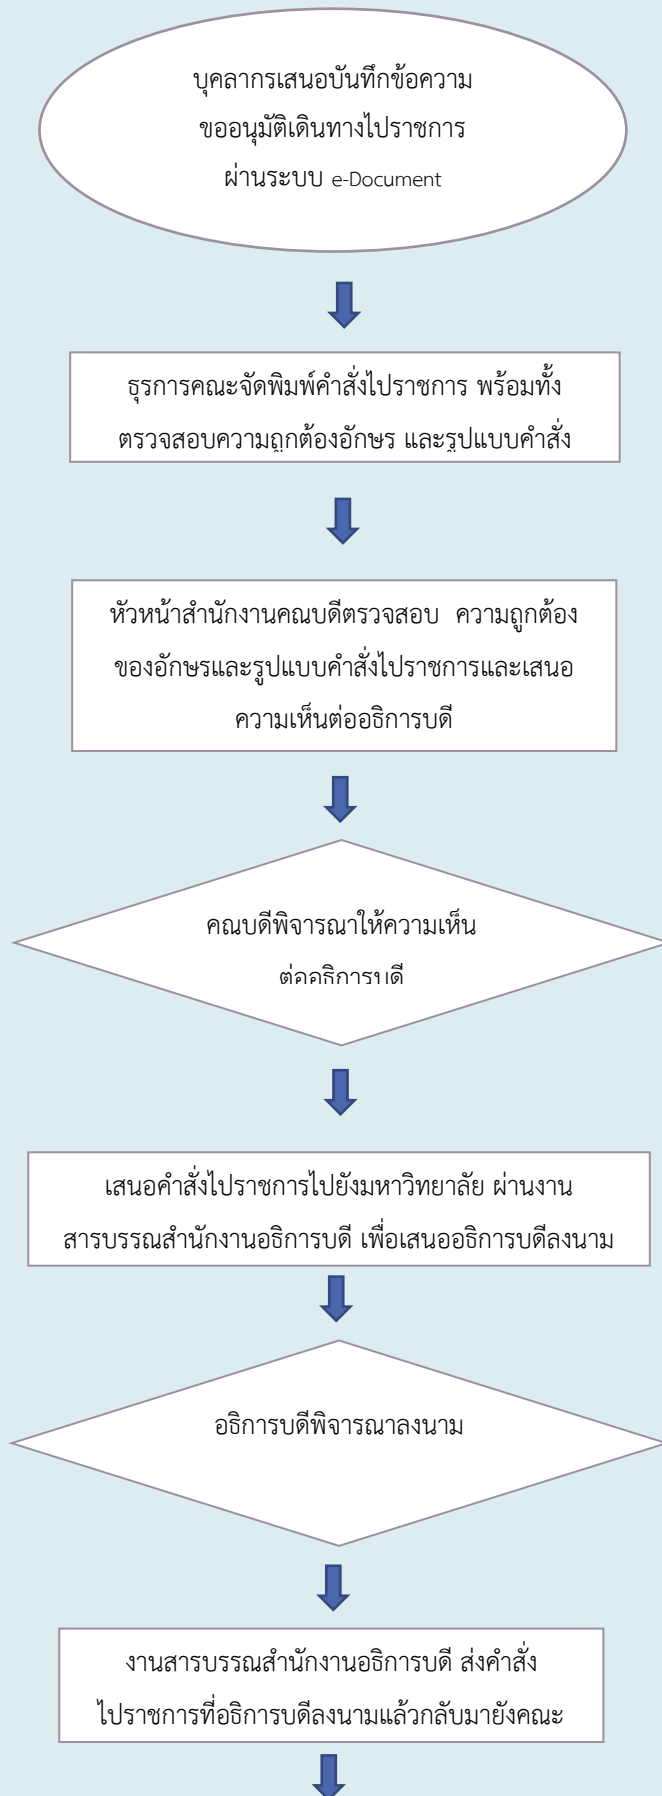 บุคลากรเสนอบันทึกข้อความ
ขออนุมัติเดินทางไปราชการ
ผ่านระบบ e-Document
ธุรการคณะจัดพิมพ์คำสั่งไปราชการ พร้อมทั้ง
ตรวจสอบความถูกต้องอักษร และรูปแบบคำสั่ง
หัวหน้าสำนักงานคณบดีตรวจสอบ ความถูกต้อง
ของอักษรและรูปแบบคำสั่งไปราชการและเสนอ
ความเห็นต่ออธิการบดี
คณบดีพิจารณาให้ความเห็น
ต่ออธิการบดี
เสนอคำสั่งไปราชการไปยังมหาวิทยาลัย ผ่านงาน
สารบรรณสำนักงานอธิการบดี เพื่อเสนออธิการบดีลงนาม
อธิการบดีพิจารณาลงนาม
งานสารบรรณสำนักงานอธิการบดี ส่งคำสั่ง
ไปราชการที่อธิการบดีลงนามแล้วกลับมายังคณะ